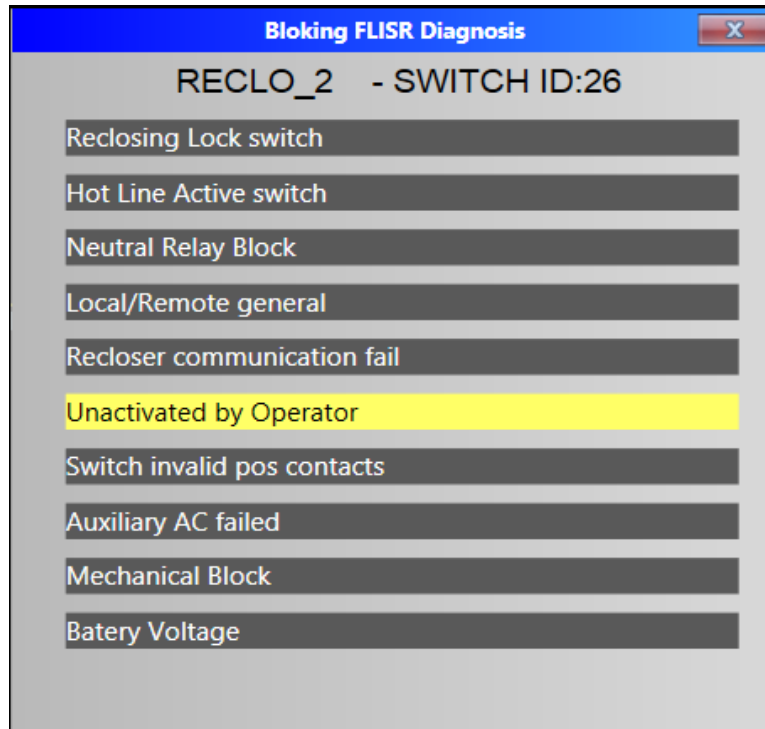 Bloking FLISR Diagnosis
RECLO_2 - SWITCH ID:26
Reclosing Lock switch
Hot Line Active switch
Neutral Relay Block
Local/Remote general
Recloser communication fail
Unactivated by Operator
Switch invalid pos contacts
Auxiliary AC failed
Mechanical Block
Batery Voltage